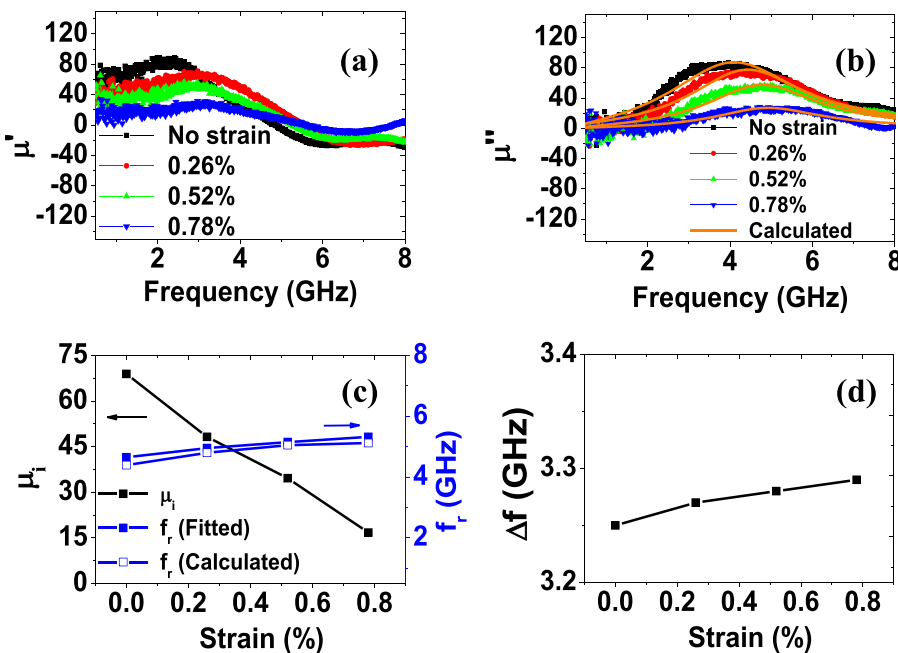 120
80
40
0
-40
-80
-120
μ'
(a)
No strain
0.26%
0.52%
0.78%
2
4
6
8
Frequency (GHz)
120
80
40
0
-40
-80
-120
μ''
(b)
No strain
0.26%
0.52%
0.78%
Calculated
2
4
6
8
Frequency (GHz)
75
60
45
30
15
0
μi
(c)
μi
fr (Fitted)
fr (Calculated)
8
6
4
2
fr (GHz)
0.0 0.2 0.4 0.6 0.8
Strain (%)
3.4
3.3
3.2
Δf (GHz)
(d)
0.0 0.2 0.4 0.6 0.8
Strain (%)